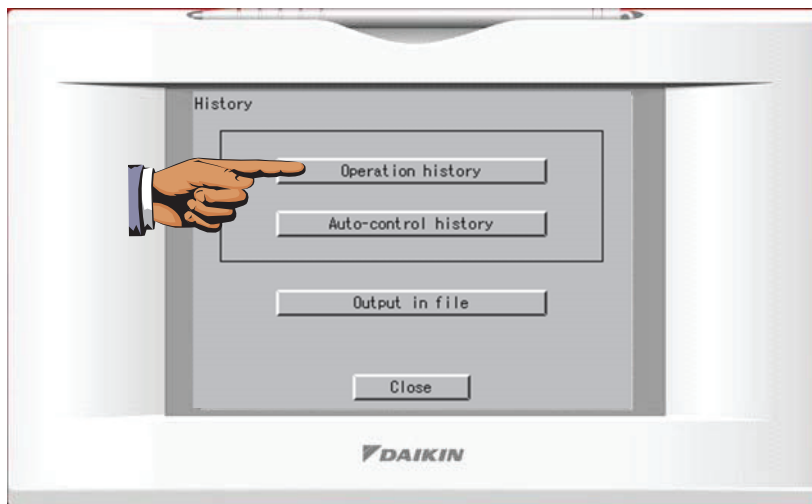 History
Operation history
Auto-control history
Output in file
Close
DAIKIN